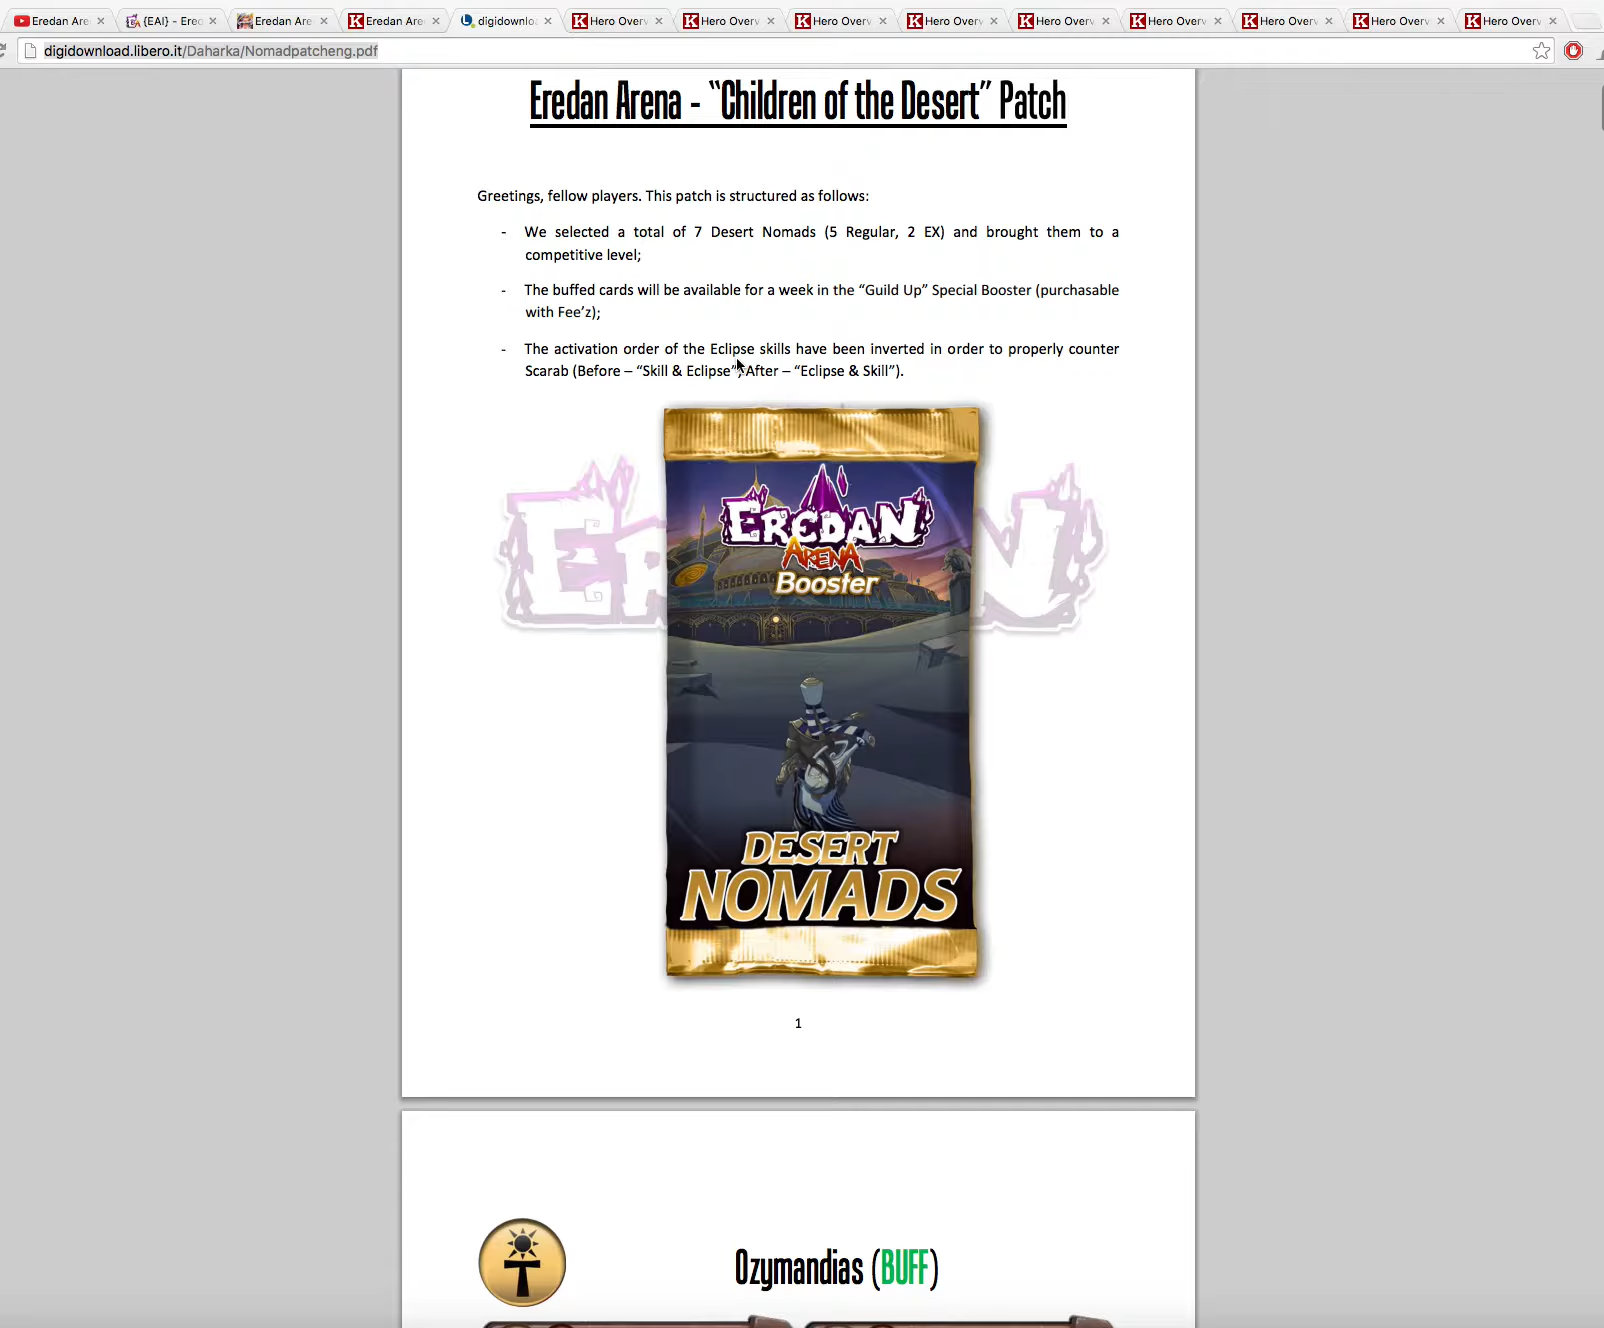 Eredan Are
{EAI} - Ered
Eredan Are
Eredan Are
digidownlo
Hero Overv
Hero Overv
Hero Overv
Hero Overv
Hero Overv
Hero Overv
Hero Overv
Hero Overv
Hero Overv
digidownload.libero.it/Daharka/Nomadpatcheng.pdf
Eredan Arena - “Children of the Desert” Patch
Greetings, fellow players. This patch is structured as follows:
- We selected a total of 7 Desert Nomads (5 Regular, 2 EX) and brought them to a
competitive level;
- The buffed cards will be available for a week in the “Guild Up” Special Booster (purchasable
with Fee’z);
- The activation order of the Eclipse skills have been inverted in order to properly counter
Scarab (Before – “Skill & Eclipse”, After – “Eclipse & Skill”).
EREDAN
ARENA
Booster
DESERT
NOMADS
1
Ozymandias (BUFF)